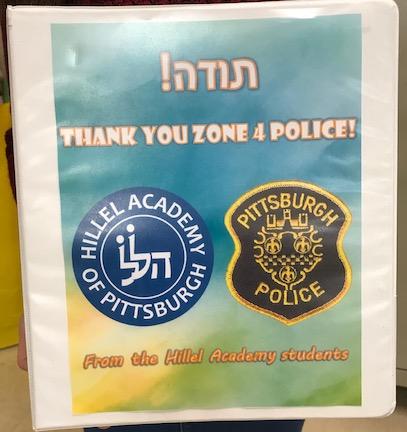 תודה!
THANK YOU ZONE 4 POLICE!
HILLEL ACADEMY
OF PITTSBURGH
הלל
PITTSBURGH
POLICE
From the Hillel Academy students